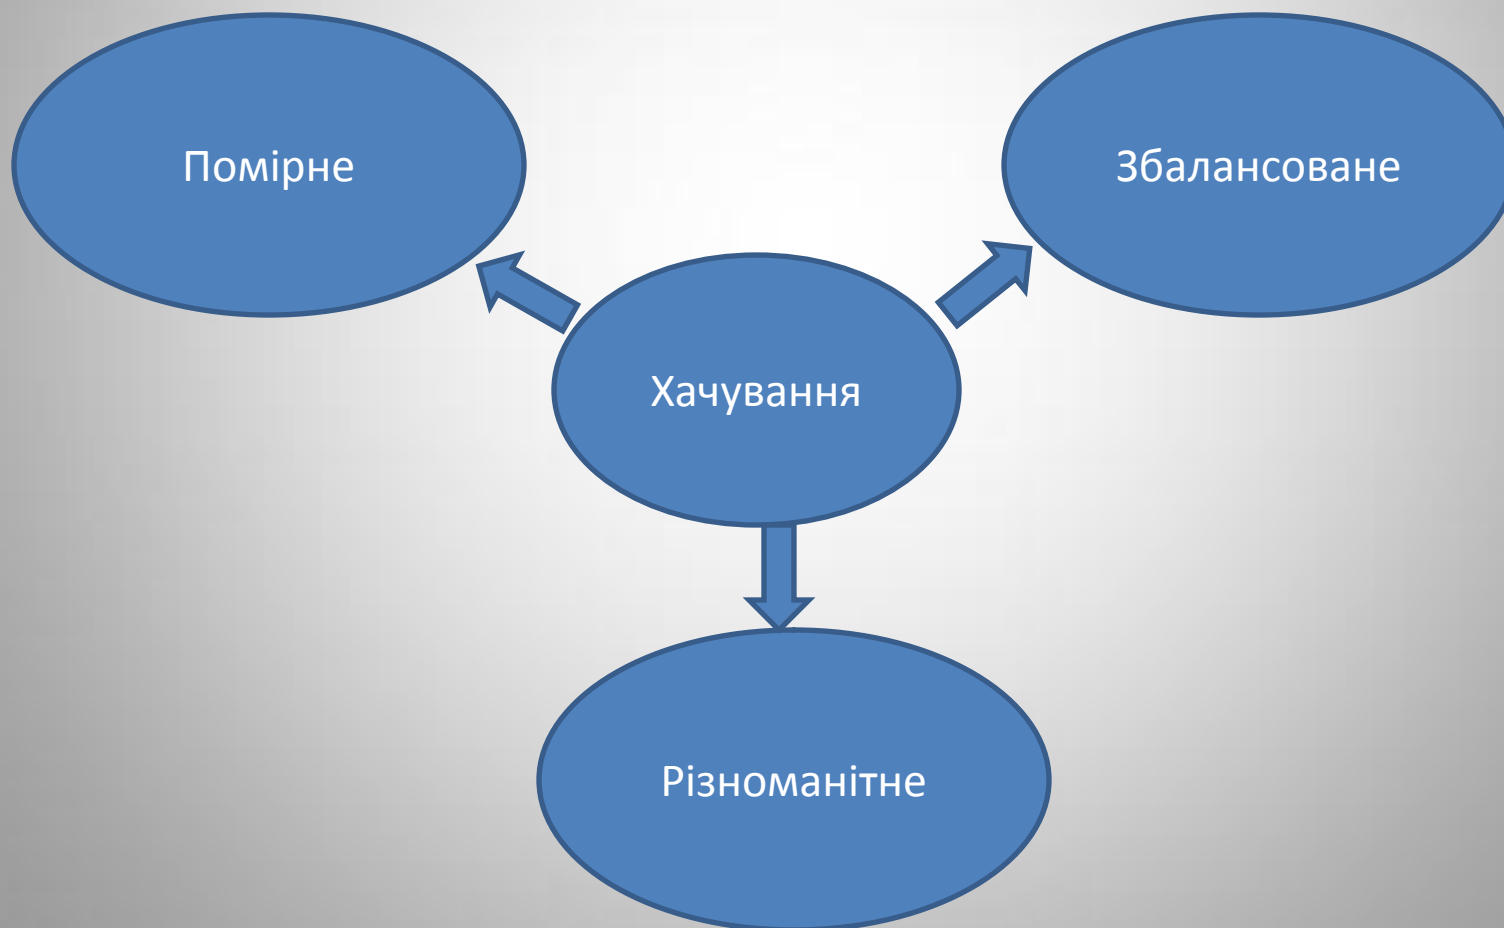 Помірне
Збалансоване
Хачування
Різноманітне